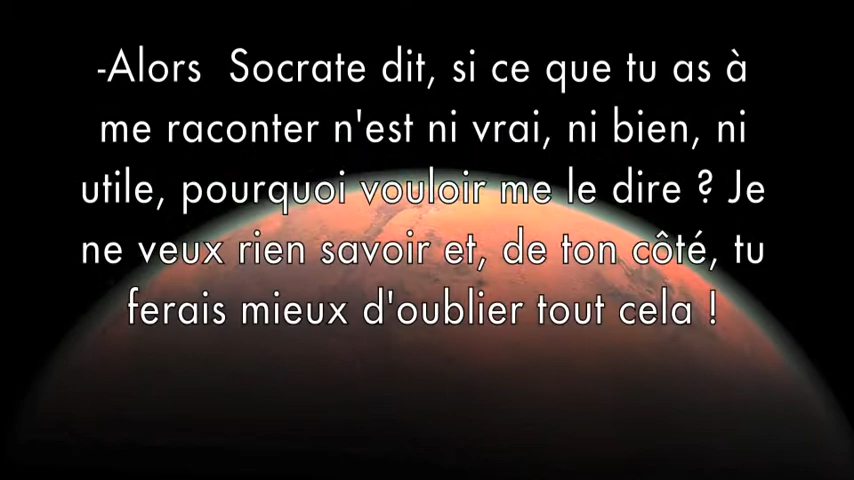 -Alors  Socrate dit, si ce que tu as à
me raconter n'est ni vrai, ni bien, ni
utile, pourquoi vouloir me le dire ? Je
ne veux rien savoir et, de ton côté, tu
ferais mieux d'oublier tout cela !